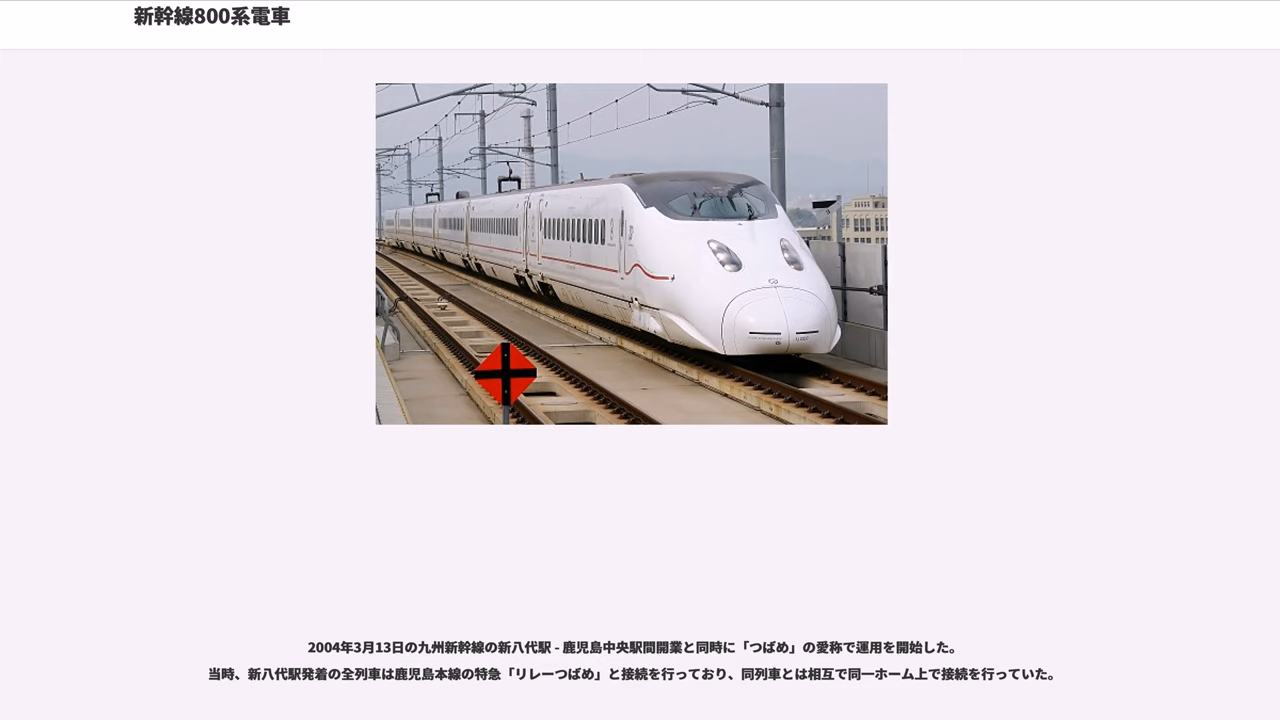 新幹線800系電車
2004年3月13日の九州新幹線の新八代駅 - 鹿児島中央駅間開業と同時に「つばめ」の愛称で運用を開始した。
当時、新八代駅発着の全列車は鹿児島本線の特急「リレーつばめ」と接続を行っており、同列車とは相互で同一ホーム上で接続を行っていた。